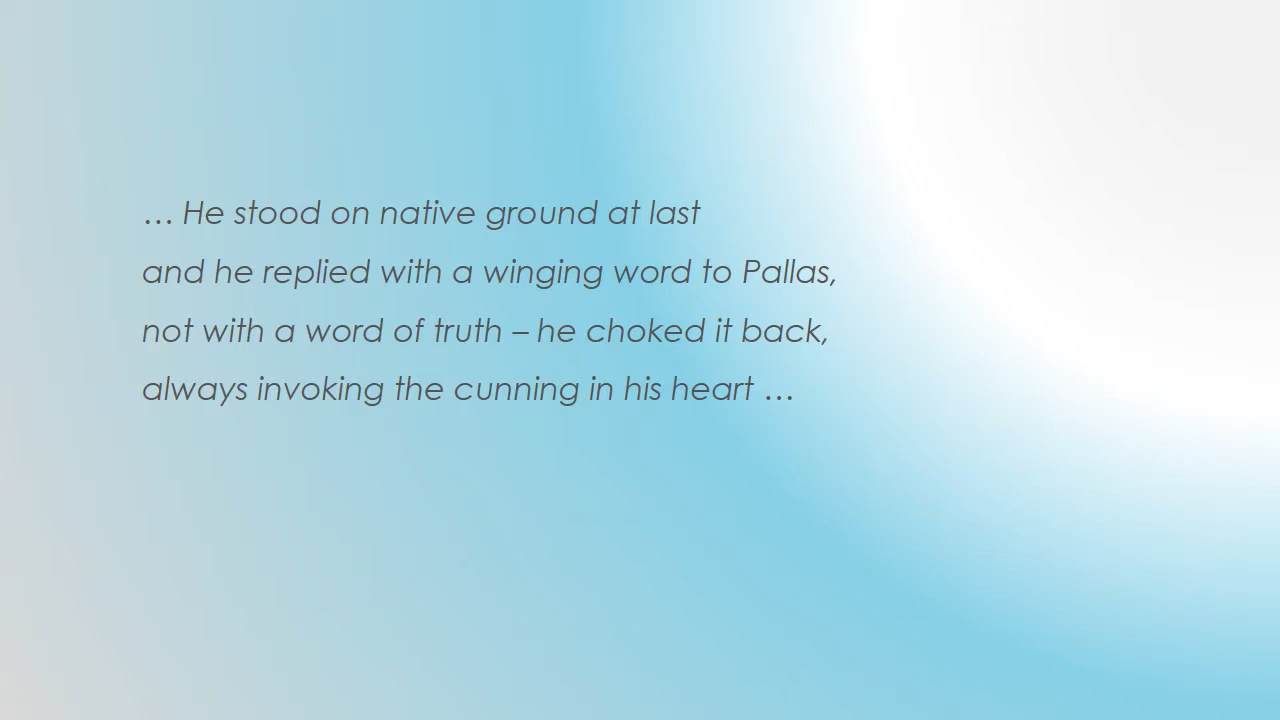 … He stood on native ground at last
and he replied with a winging word to Pallas,
not with a word of truth – he choked it back,
always invoking the cunning in his heart …